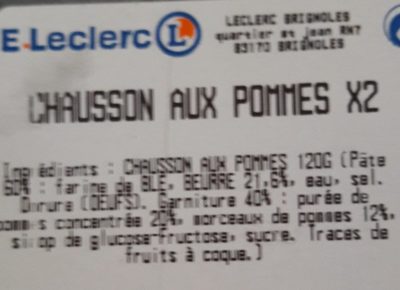 E.Leclerc L
LECLERC BRIGNOLES
quartier st jean RN7
83170 BRIGNOLES
CHAUSSON AUX POMMES X2
Ingrédients : CHAUSSON AUX POMMES 120G (Pâte
60% : farine de BLE, BEURRE 21,6%, eau, sel.
Dorure (OEUFS). Garniture 40% : purée de
pommes concentrée 20%, morceaux de pommes 12%,
sirop de glucose-fructose, sucre. Traces de
fruits à coque.)